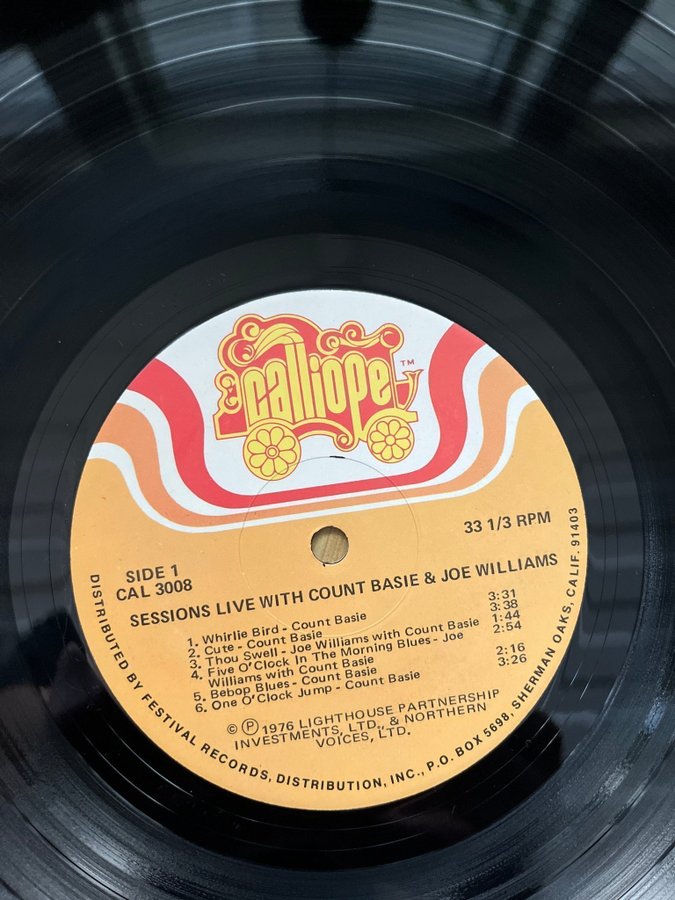 Calliope TM
33 1/3 RPM
SIDE 1
CAL 3008
SESSIONS LIVE WITH COUNT BASIE & JOE WILLIAMS
1. Whirlie Bird - Count Basie 3:31
2. Cute - Count Basie 3:38
3. Thou Swell - Joe Williams with Count Basie 1:44
4. Five O'Clock In The Morning Blues - Joe 2:54
Williams with Count Basie
5. Bebop Blues - Count Basie 2:16
6. One O'Clock Jump - Count Basie 3:26
© ℗ 1976 LIGHTHOUSE PARTNERSHIP
INVESTMENTS, LTD., & NORTHERN
VOICES, LTD.
DISTRIBUTED BY FESTIVAL RECORDS, DISTRIBUTION, INC., P.O. BOX 5699, SHERMAN OAKS, CALIF. 91403